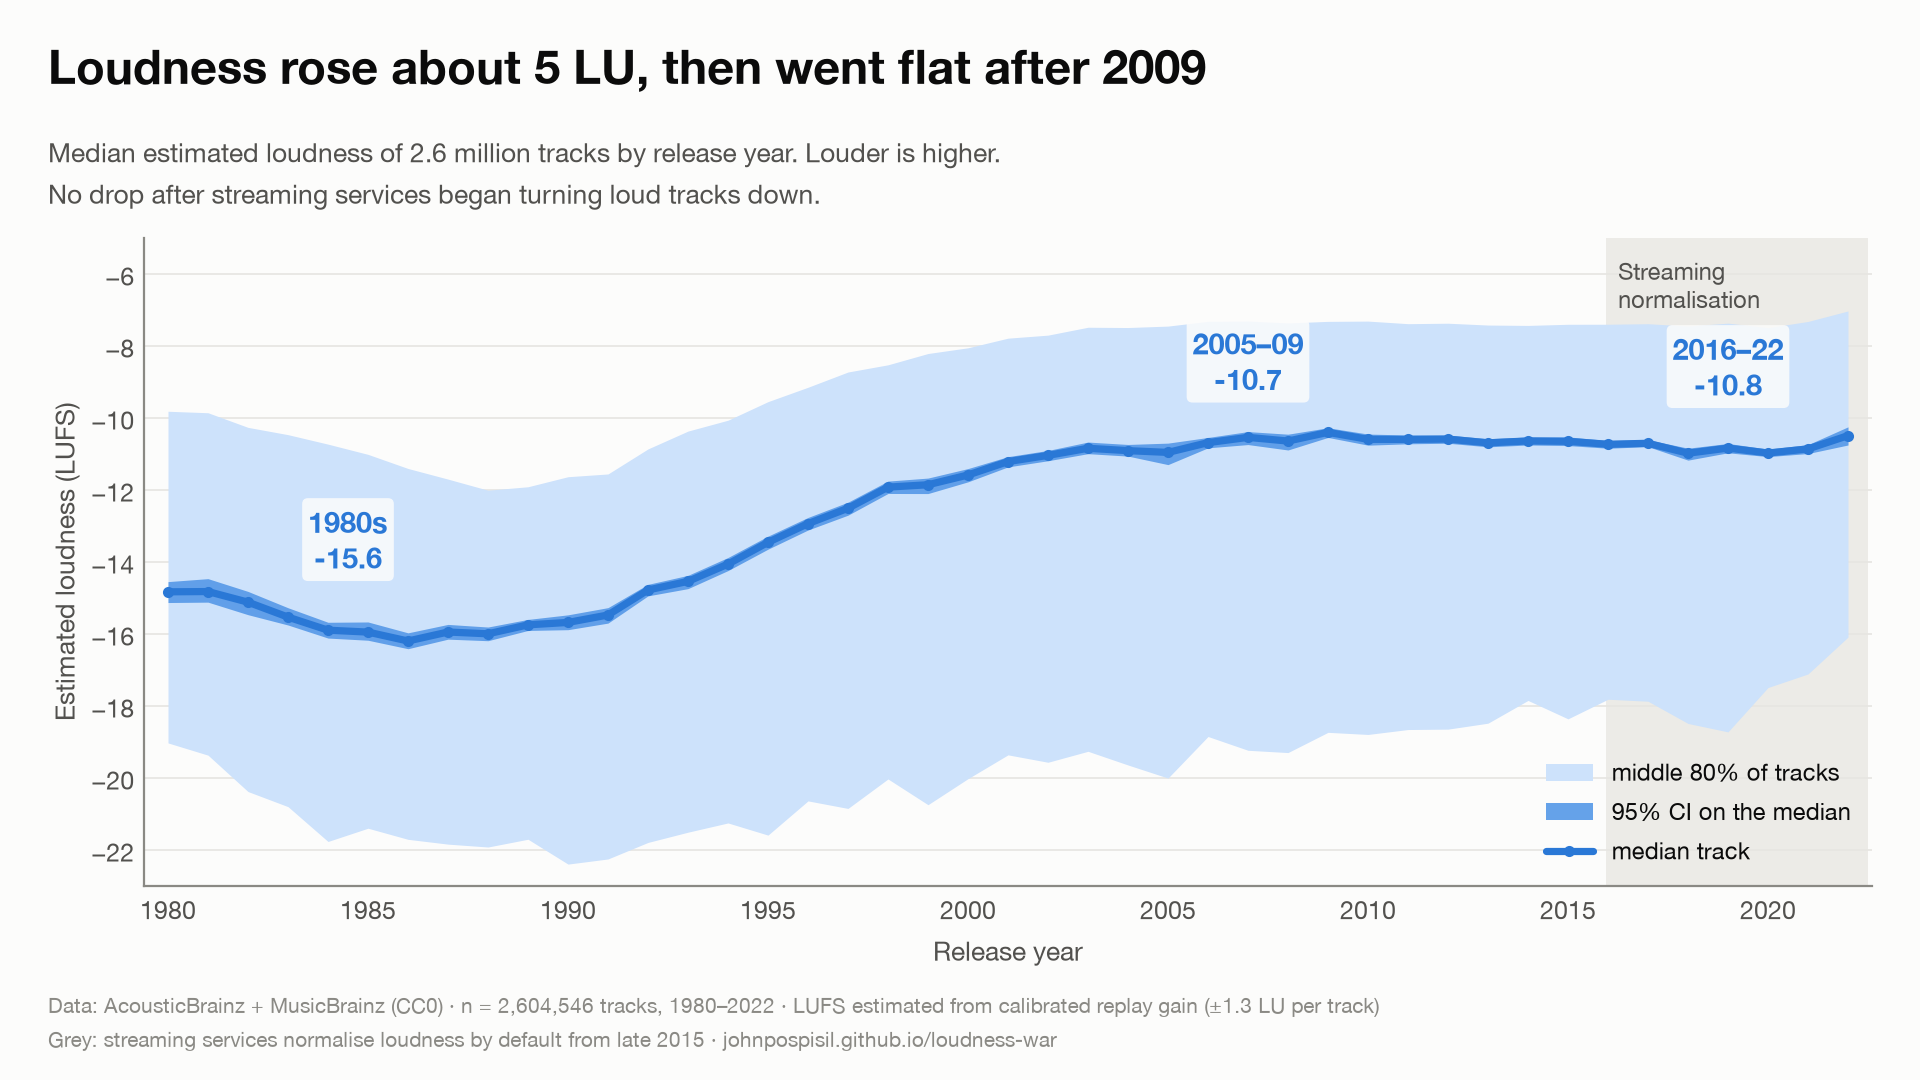 Loudness rose about 5 LU, then went flat after 2009
Median estimated loudness of 2.6 million tracks by release year. Louder is higher.
No drop after streaming services began turning loud tracks down.
Estimated loudness (LUFS)
−6
−8
−10
−12
−14
−16
−18
−20
−22
Streaming
normalisation
1980s
-15.6
2005–09
-10.7
2016–22
-10.8
middle 80% of tracks
95% CI on the median
median track
1980
1985
1990
1995
2000
2005
2010
2015
2020
Release year
Data: AcousticBrainz + MusicBrainz (CC0) · n = 2,604,546 tracks, 1980–2022 · LUFS estimated from calibrated replay gain (±1.3 LU per track)
Grey: streaming services normalise loudness by default from late 2015 · johnpospisil.github.io/loudness-war